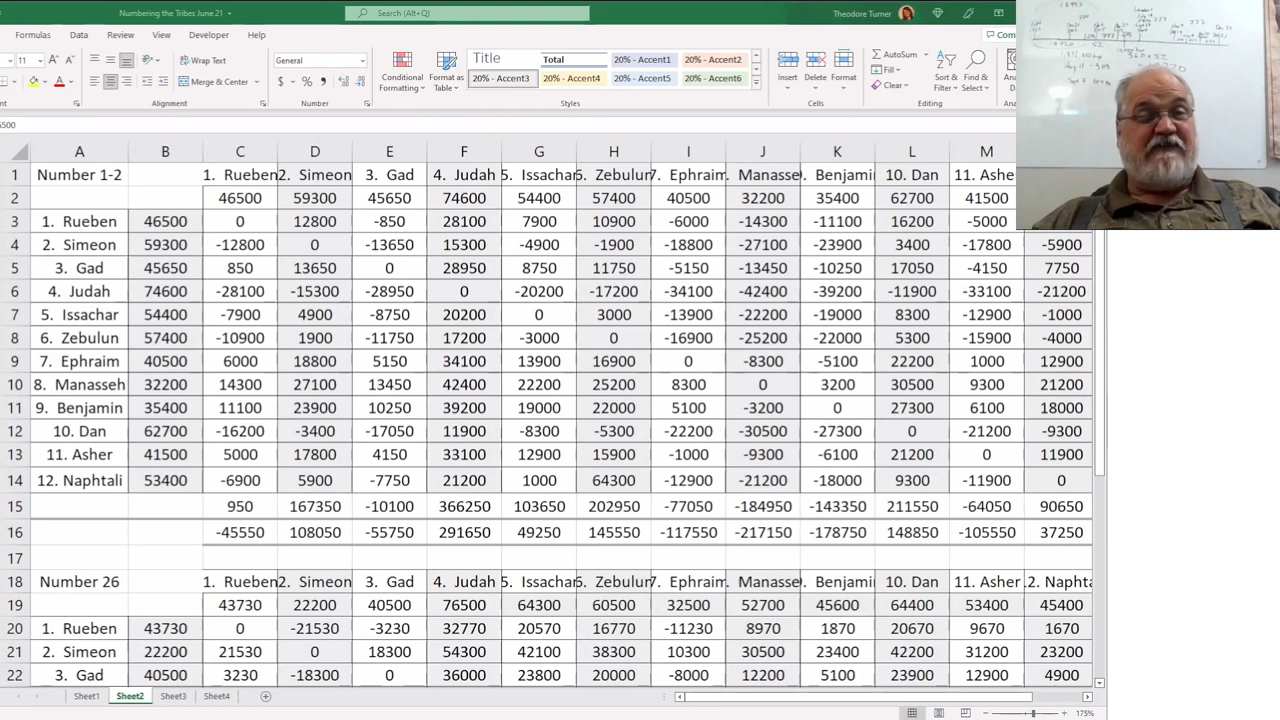 Numbering the Tribes June 21
Search (Alt+Q)
Theodore Turner
Formulas Data Review View Developer Help
11 Wrap Text General 20% - Accent1 20% - Accent2 AutoSum
Title Total
Merge & Center $ % Conditional Formatting Format as Table 20% - Accent3 20% - Accent4 20% - Accent5 20% - Accent6 Insert Delete Format Fill Clear Sort & Filter Find & Select
Alignment Number Styles Cells Editing
A B C D E F G H I J K L M
1 Number 1-2 1. Rueben 2. Simeon 3. Gad 4. Judah 5. Issachar 6. Zebulun 7. Ephraim . Manasse . Benjami 10. Dan 11. Ashe
2 46500 59300 45650 74600 54400 57400 40500 32200 35400 62700 41500
3 1. Rueben 46500 0 12800 -850 28100 7900 10900 -6000 -14300 -11100 16200 -5000
4 2. Simeon 59300 -12800 0 -13650 15300 -4900 -1900 -18800 -27100 -23900 3400 -17800 -5900
5 3. Gad 45650 850 13650 0 28950 8750 11750 -5150 -13450 -10250 17050 -4150 7750
6 4. Judah 74600 -28100 -15300 -28950 0 -20200 -17200 -34100 -42400 -39200 -11900 -33100 -21200
7 5. Issachar 54400 -7900 4900 -8750 20200 0 3000 -13900 -22200 -19000 8300 -12900 -1000
8 6. Zebulun 57400 -10900 1900 -11750 17200 -3000 0 -16900 -25200 -22000 5300 -15900 -4000
9 7. Ephraim 40500 6000 18800 5150 34100 13900 16900 0 -8300 -5100 22200 1000 12900
10 8. Manasseh 32200 14300 27100 13450 42400 22200 25200 8300 0 3200 30500 9300 21200
11 9. Benjamin 35400 11100 23900 10250 39200 19000 22000 5100 -3200 0 27300 6100 18000
12 10. Dan 62700 -16200 -3400 -17050 11900 -8300 -5300 -22200 -30500 -27300 0 -21200 -9300
13 11. Asher 41500 5000 17800 4150 33100 12900 15900 -1000 -9300 -6100 21200 0 11900
14 12. Naphtali 53400 -6900 5900 -7750 21200 1000 64300 -12900 -21200 -18000 9300 -11900 0
15 950 167350 -10100 366250 103650 202950 -77050 -184950 -143350 211550 -64050 90650
16 -45550 108050 -55750 291650 49250 145550 -117550 -217150 -178750 148850 -105550 37250
17
18 Number 26 1. Rueben 2. Simeon 3. Gad 4. Judah 5. Issachar 6. Zebulun 7. Ephraim . Manasse . Benjami 10. Dan 11. Asher .2. Naphta
19 43730 22200 40500 76500 64300 60500 32500 52700 45600 64400 53400 45400
20 1. Rueben 43730 0 -21530 -3230 32770 20570 16770 -11230 8970 1870 20670 9670 1670
21 2. Simeon 22200 21530 0 18300 54300 42100 38300 10300 30500 23400 42200 31200 23200
22 3. Gad 40500 3230 -18300 0 36000 23800 20000 -8000 12200 5100 23900 12900 4900
Sheet1 Sheet2 Sheet3 Sheet4
175%